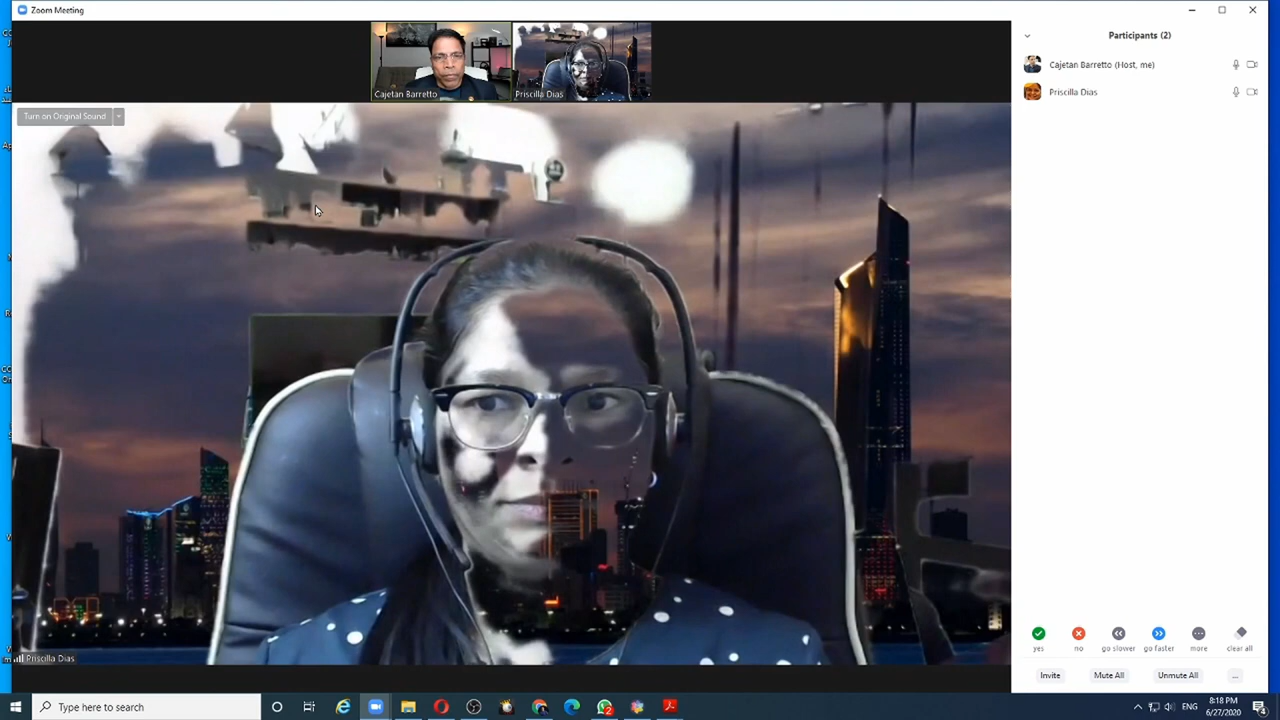 Zoom Meeting
Cajetan Barretto
Priscilla Dias
Turn on Original Sound
Priscilla Dias
Participants (2)
Cajetan Barretto (Host, me)
Priscilla Dias
yes
no
go slower
go faster
more
clear all
Invite
Mute All
Unmute All
...
Type here to search
2
ENG
8:18 PM
6/27/2020
4